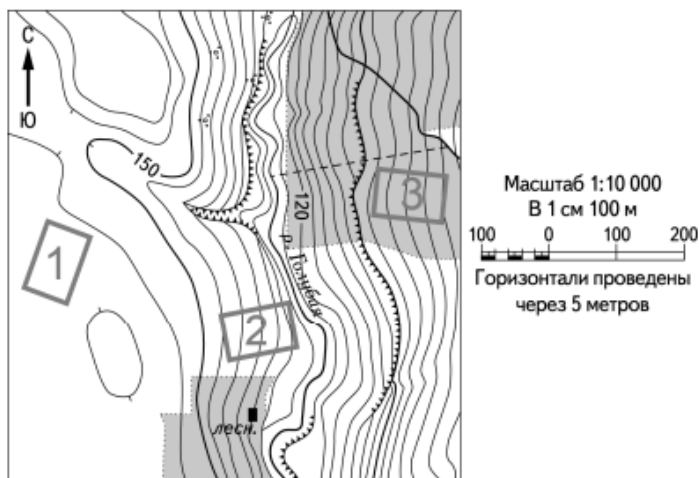 С
Ю
150
120
р. Голубая
1
2
3
лесн.
Масштаб 1:10 000
В 1 см 100 м
100 0 100 200
Горизонтали проведены
через 5 метров